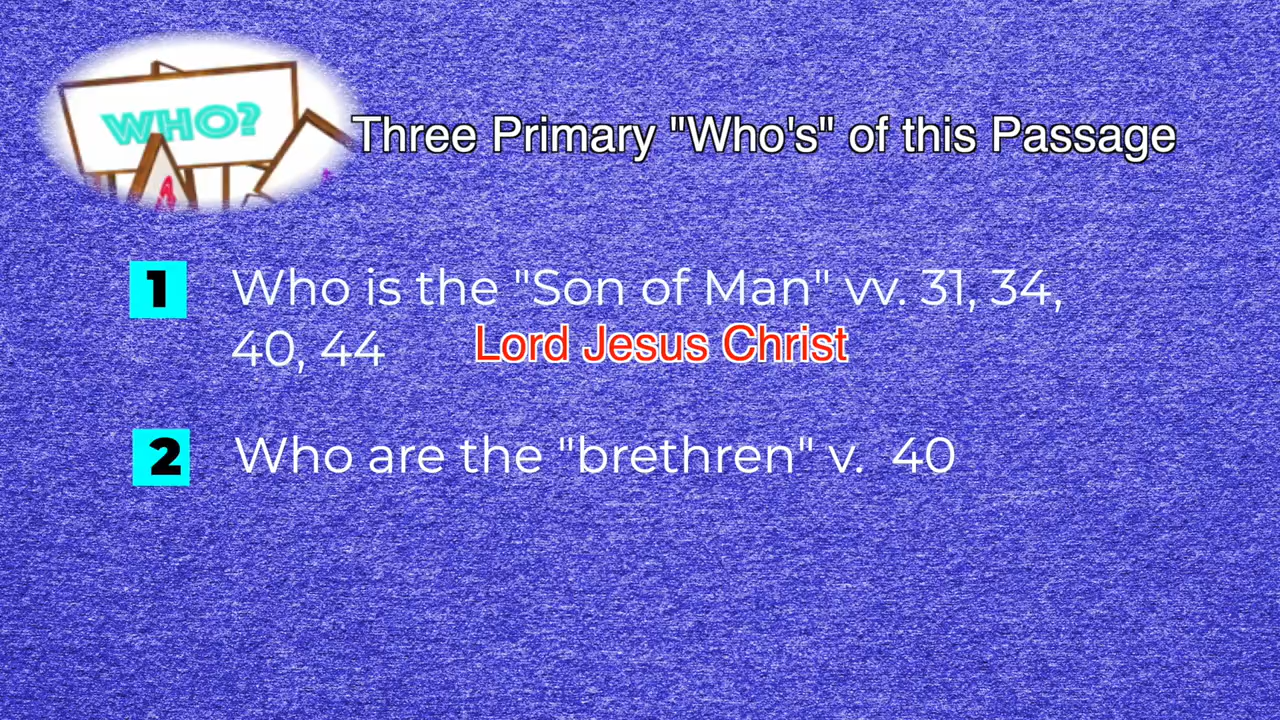 WHO?
Three Primary "Who's" of this Passage
1 Who is the "Son of Man" vv. 31, 34,
40, 44 Lord Jesus Christ
2 Who are the "brethren" v. 40